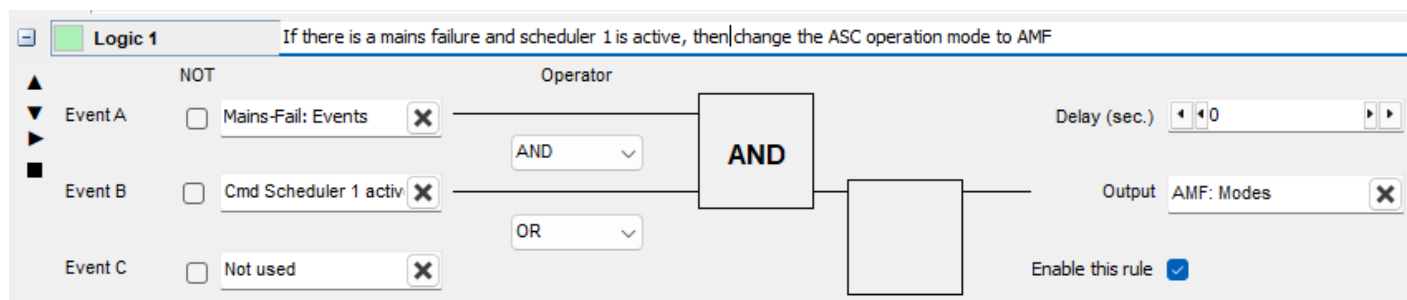 Logic 1 If there is a mains failure and scheduler 1 is active, then change the ASC operation mode to AMF
NOT Operator
Event A Mains-Fail: Events Delay (sec.) 0
AND
AND
Event B Cmd Scheduler 1 activ Output AMF: Modes
OR
Event C Not used Enable this rule